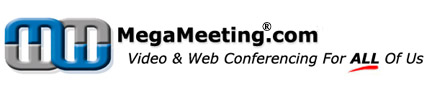 MegaMeeting.com®
Video & Web Conferencing For ALL Of Us